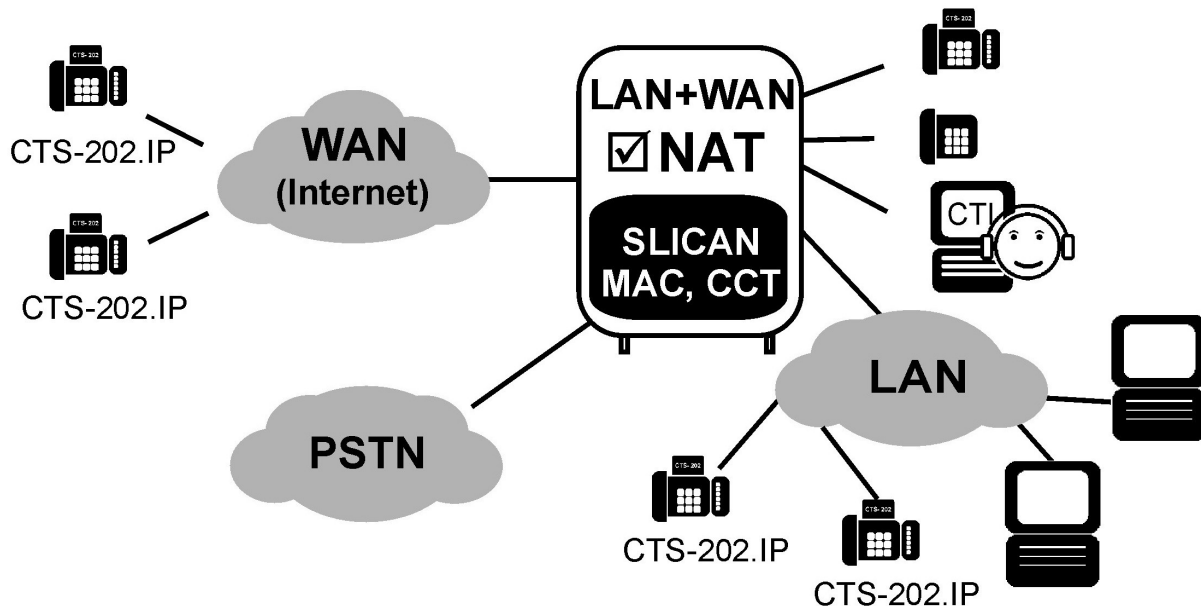 CTS-202
CTS-202.IP
CTS-202
CTS-202.IP
WAN
(Internet)
LAN+WAN
☑ NAT
SLICAN
MAC, CCT
CTS-202
CTI
PSTN
LAN
CTS-202
CTS-202.IP
CTS-202
CTS-202.IP